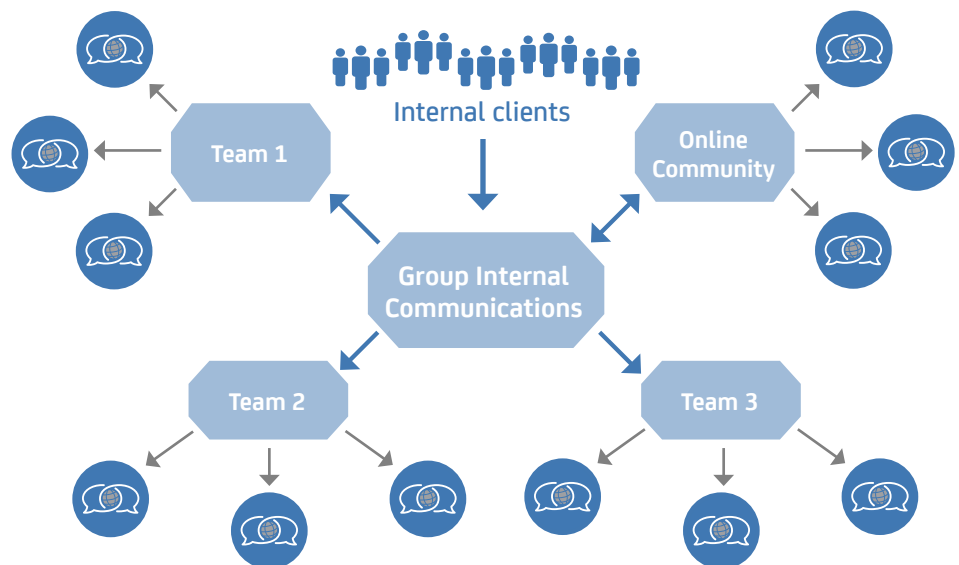 Internal clients
Team 1
Online
Community
Group Internal
Communications
Team 2
Team 3